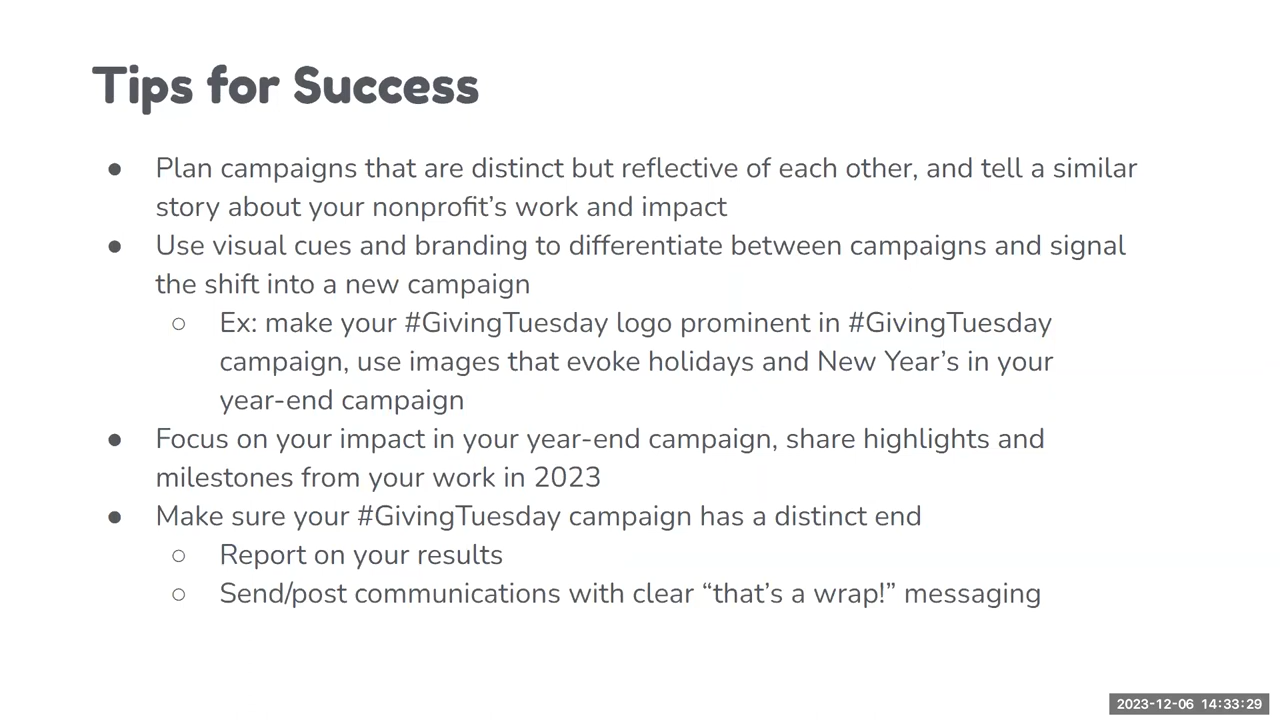 Tips for Success
● Plan campaigns that are distinct but reflective of each other, and tell a similar
story about your nonprofit’s work and impact
● Use visual cues and branding to differentiate between campaigns and signal
the shift into a new campaign
○ Ex: make your #GivingTuesday logo prominent in #GivingTuesday
campaign, use images that evoke holidays and New Year’s in your
year-end campaign
● Focus on your impact in your year-end campaign, share highlights and
milestones from your work in 2023
● Make sure your #GivingTuesday campaign has a distinct end
○ Report on your results
○ Send/post communications with clear “that’s a wrap!” messaging
2023-12-06 14:33:29